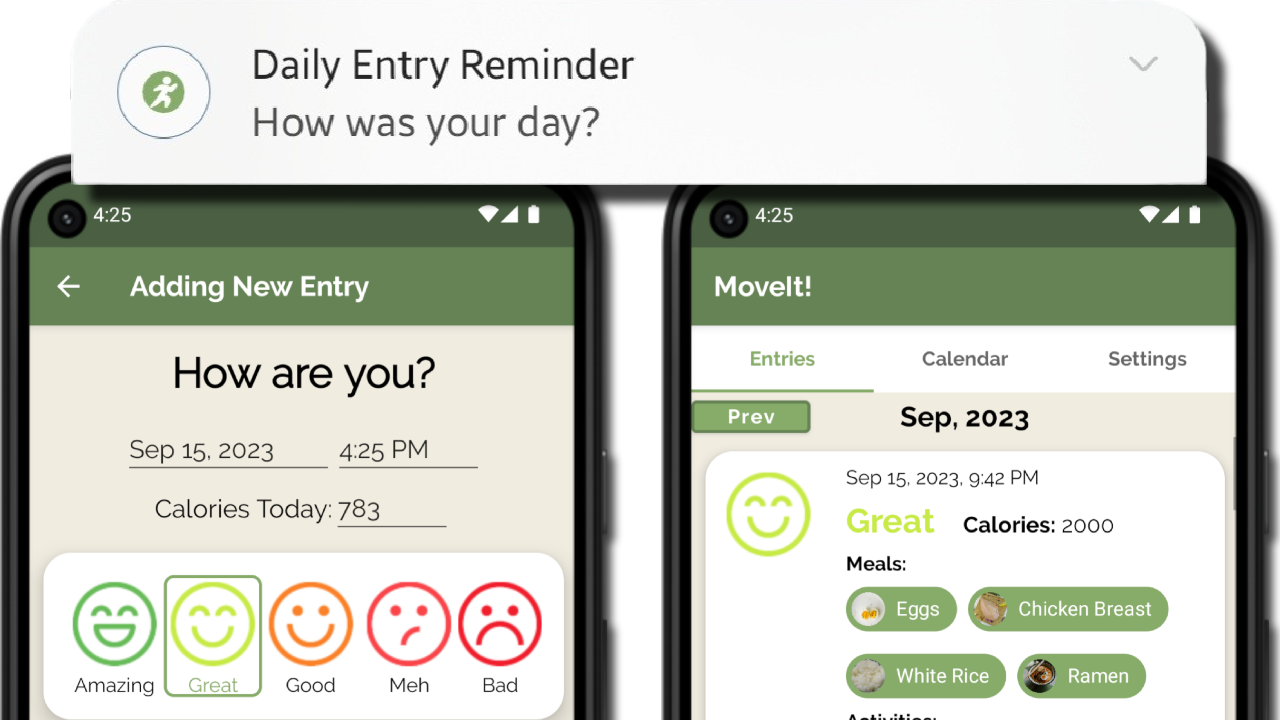 Daily Entry Reminder
How was your day?
4:25
Adding New Entry
How are you?
Sep 15, 2023 4:25 PM
Calories Today: 783
Amazing Great Good Meh Bad
4:25
MoveIt!
Entries Calendar Settings
Prev Sep, 2023
Sep 15, 2023, 9:42 PM
Great Calories: 2000
Meals:
Eggs Chicken Breast
White Rice Ramen
Activities: